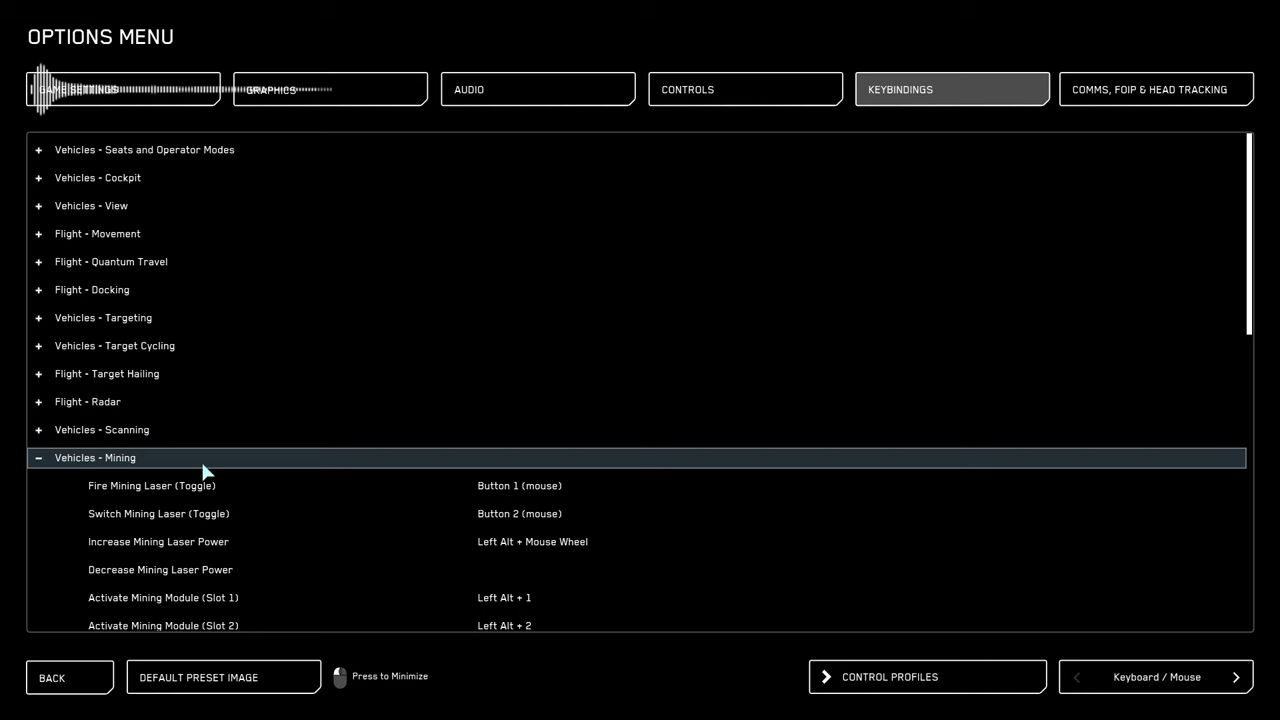 OPTIONS MENU
GAME SETTINGS
GRAPHICS
AUDIO
CONTROLS
KEYBINDINGS
COMMS, FOIP & HEAD TRACKING
+ Vehicles - Seats and Operator Modes
+ Vehicles - Cockpit
+ Vehicles - View
+ Flight - Movement
+ Flight - Quantum Travel
+ Flight - Docking
+ Vehicles - Targeting
+ Vehicles - Target Cycling
+ Flight - Target Hailing
+ Flight - Radar
+ Vehicles - Scanning
- Vehicles - Mining
Fire Mining Laser (Toggle) Button 1 (mouse)
Switch Mining Laser (Toggle) Button 2 (mouse)
Increase Mining Laser Power Left Alt + Mouse Wheel
Decrease Mining Laser Power
Activate Mining Module (Slot 1) Left Alt + 1
Activate Mining Module (Slot 2) Left Alt + 2
BACK
DEFAULT PRESET IMAGE
Press to Minimize
CONTROL PROFILES
Keyboard / Mouse